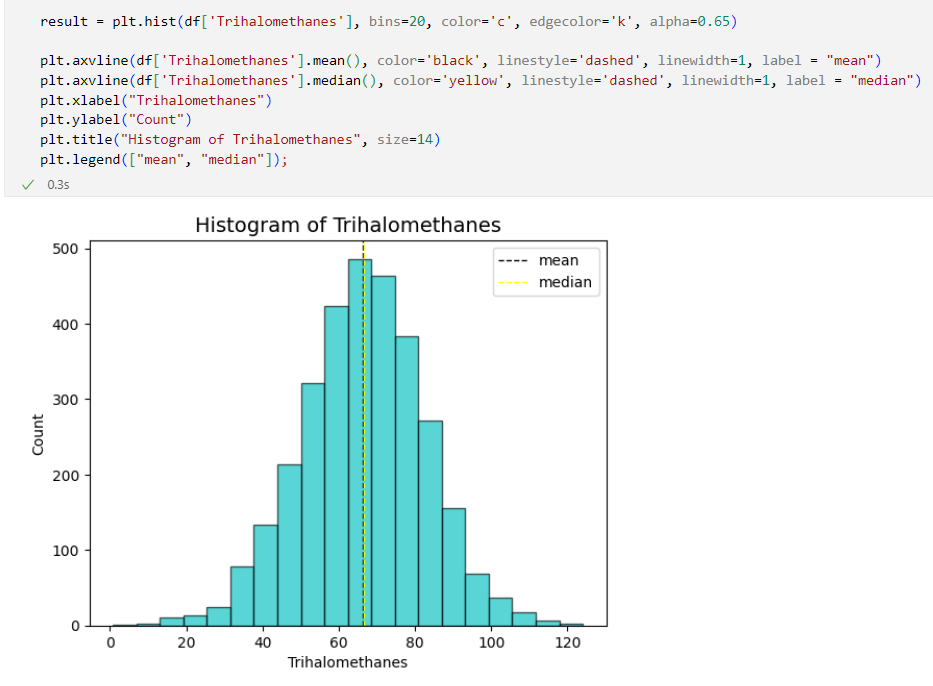 result = plt.hist(df['Trihalomethanes'], bins=20, color='c', edgecolor='k', alpha=0.65)
plt.axvline(df['Trihalomethanes'].mean(), color='black', linestyle='dashed', linewidth=1, label = "mean")
plt.axvline(df['Trihalomethanes'].median(), color='yellow', linestyle='dashed', linewidth=1, label = "median")
plt.xlabel("Trihalomethanes")
plt.ylabel("Count")
plt.title("Histogram of Trihalomethanes", size=14)
plt.legend(["mean", "median"]);
✓ 0.3s
Histogram of Trihalomethanes
mean
median
500
400
300
200
100
0
Count
0 20 40 60 80 100 120
Trihalomethanes